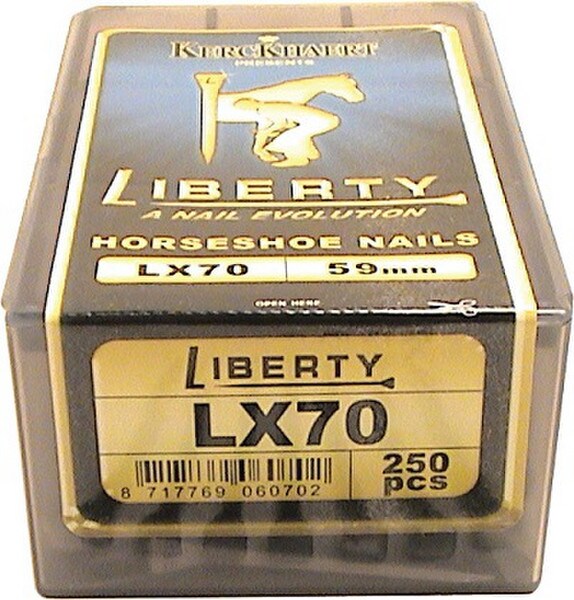 KERCKHAERT
PRESENTS
L
LIBERTY
A NAIL EVOLUTION
HORSESHOE NAILS
LX70 59mm
OPEN HERE
LIBERTY
LX70
250
pcs
8 717769 060702